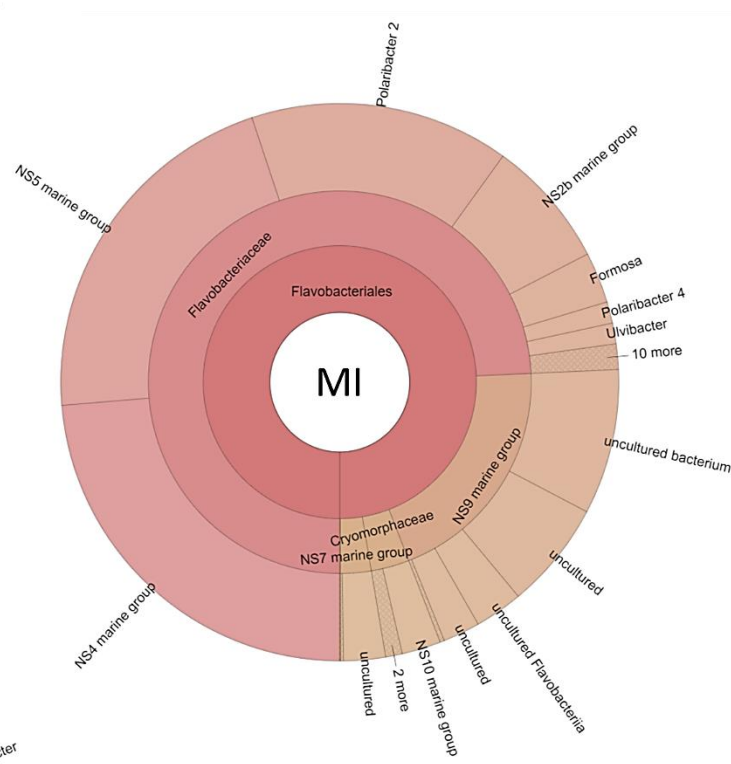 Polaribacter 2
NS2b marine group
NS5 marine group
Flavobacteriaceae
Formosa
Flavobacteriales
Polaribacter 4
Ulvibacter
10 more
MI
uncultured bacterium
NS9 marine group
Cryomorphaceae
NS7 marine group
uncultured
NS4 marine group
uncultured Flavobacteriia
uncultured
NS10 marine group
2 more
uncultured
cter